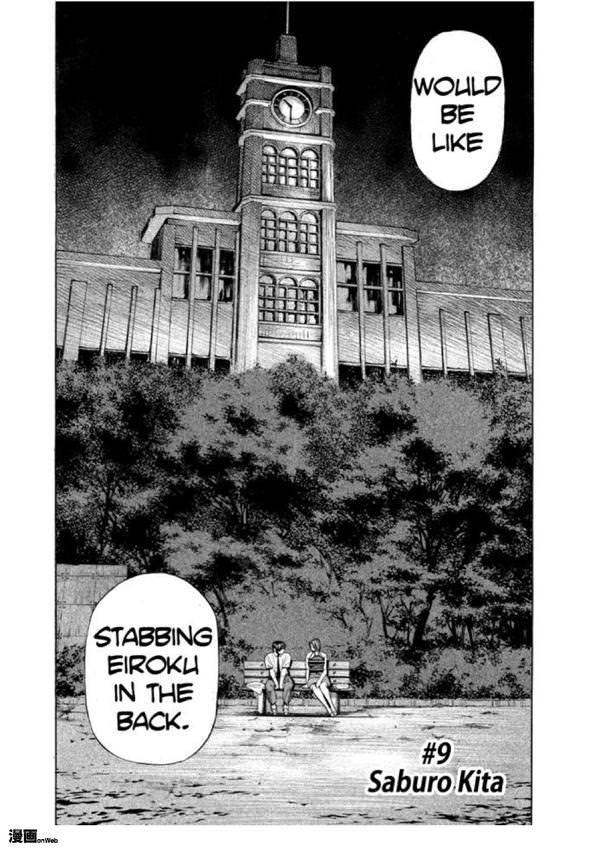 WOULD
BE
LIKE
STABBING
EIROKU
IN THE
BACK.
#9
Saburo Kita
漫画onWeb